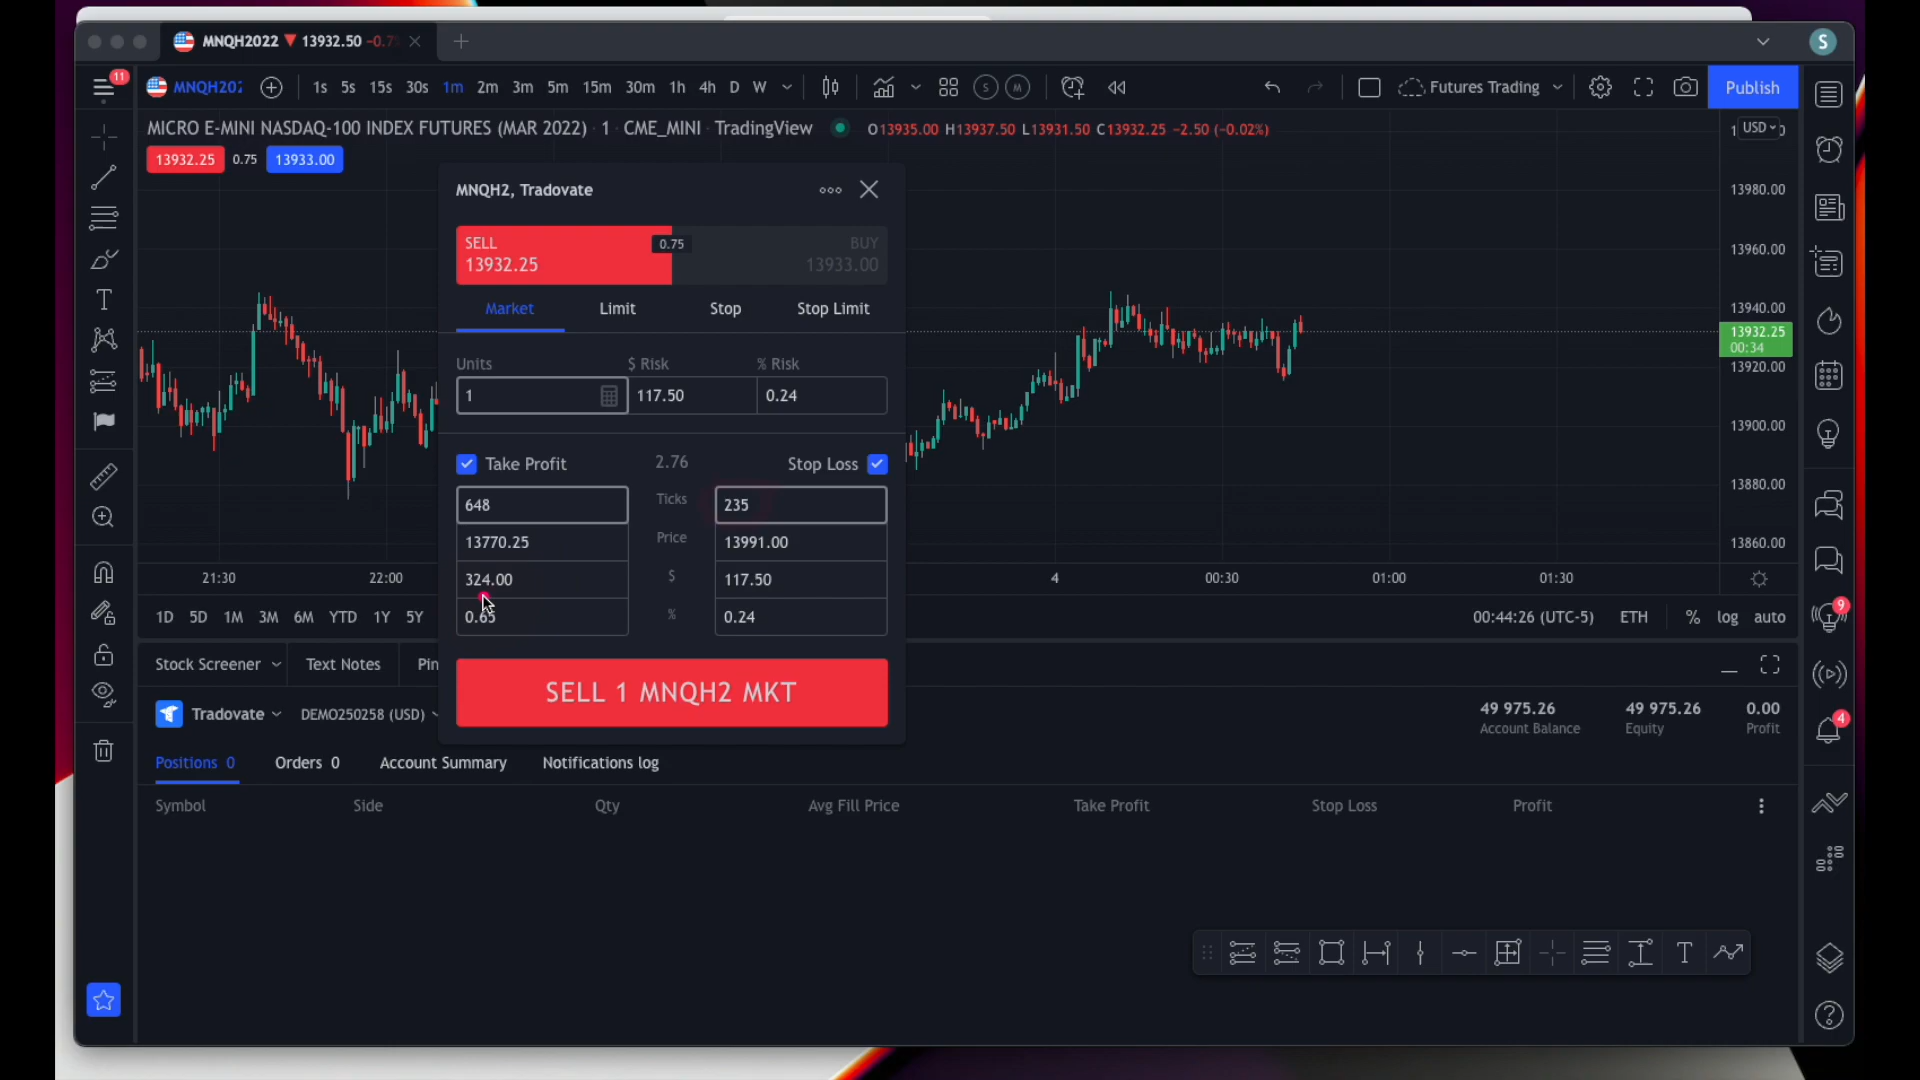 MNQH2022 ▼ 13932.50 -0.7
S
11
MNQH202
1s 5s 15s 30s 1m 2m 3m 5m 15m 30m 1h 4h D W
S M
Futures Trading
Publish
MICRO E-MINI NASDAQ-100 INDEX FUTURES (MAR 2022) · 1 · CME_MINI · TradingView
O13935.00 H13937.50 L13931.50 C13932.25 −2.50 (−0.02%)
USD
13932.25 0.75 13933.00
MNQH2, Tradovate
13980.00
SELL
13932.25
0.75
BUY
13933.00
13960.00
Market Limit Stop Stop Limit
13940.00
13932.25
00:34
13920.00
Units $ Risk % Risk
1 117.50 0.24
13900.00
Take Profit 2.76 Stop Loss
648 Ticks 235
13880.00
13770.25 Price 13991.00
13860.00
324.00 $ 117.50
0.65 % 0.24
21:30 22:00 4 00:30 01:00 01:30
1D 5D 1M 3M 6M YTD 1Y 5Y
00:44:26 (UTC-5) ETH % log auto
9
Stock Screener Text Notes Pin
SELL 1 MNQH2 MKT
Tradovate DEMO250258 (USD)
49 975.26 49 975.26 0.00
Account Balance Equity Profit
4
Positions 0 Orders 0 Account Summary Notifications log
Symbol Side Qty Avg Fill Price Take Profit Stop Loss Profit
T